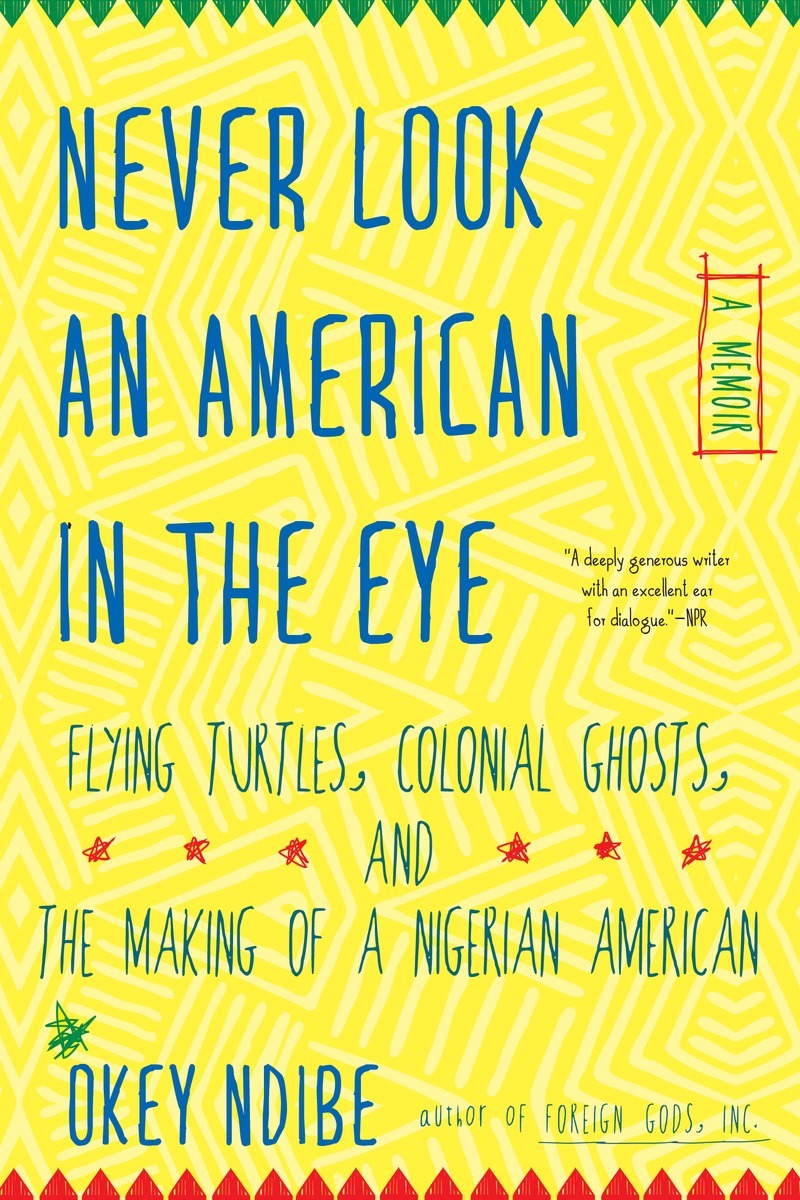 NEVER LOOK
AN AMERICAN
IN THE EYE
A MEMOIR
"A deeply generous writer
with an excellent ear
for dialogue."—NPR
FLYING TURTLES, COLONIAL GHOSTS,
AND
THE MAKING OF A NIGERIAN AMERICAN
OKEY NDIBE
author OF FOREIGN GODS, INC.